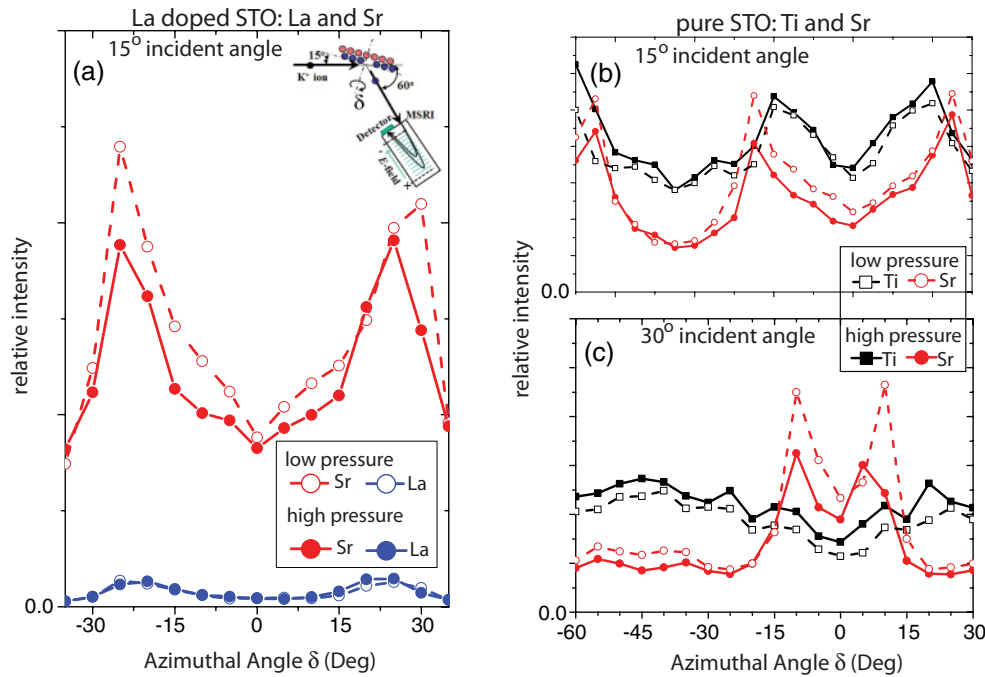 La doped STO: La and Sr
15° incident angle
(a)
15°
K⁺ ion
60°
δ
MSRI
Detector
E-field
+
relative intensity
low pressure
Sr La
high pressure
Sr La
0.0
-30 -15 0 15 30
Azimuthal Angle δ (Deg)
pure STO: Ti and Sr
(b) 15° incident angle
relative intensity
low pressure
Ti Sr
0.0
high pressure
Ti Sr
(c) 30° incident angle
0.0
-60 -45 -30 -15 0 15 30
Azimuthal Angle δ (Deg)